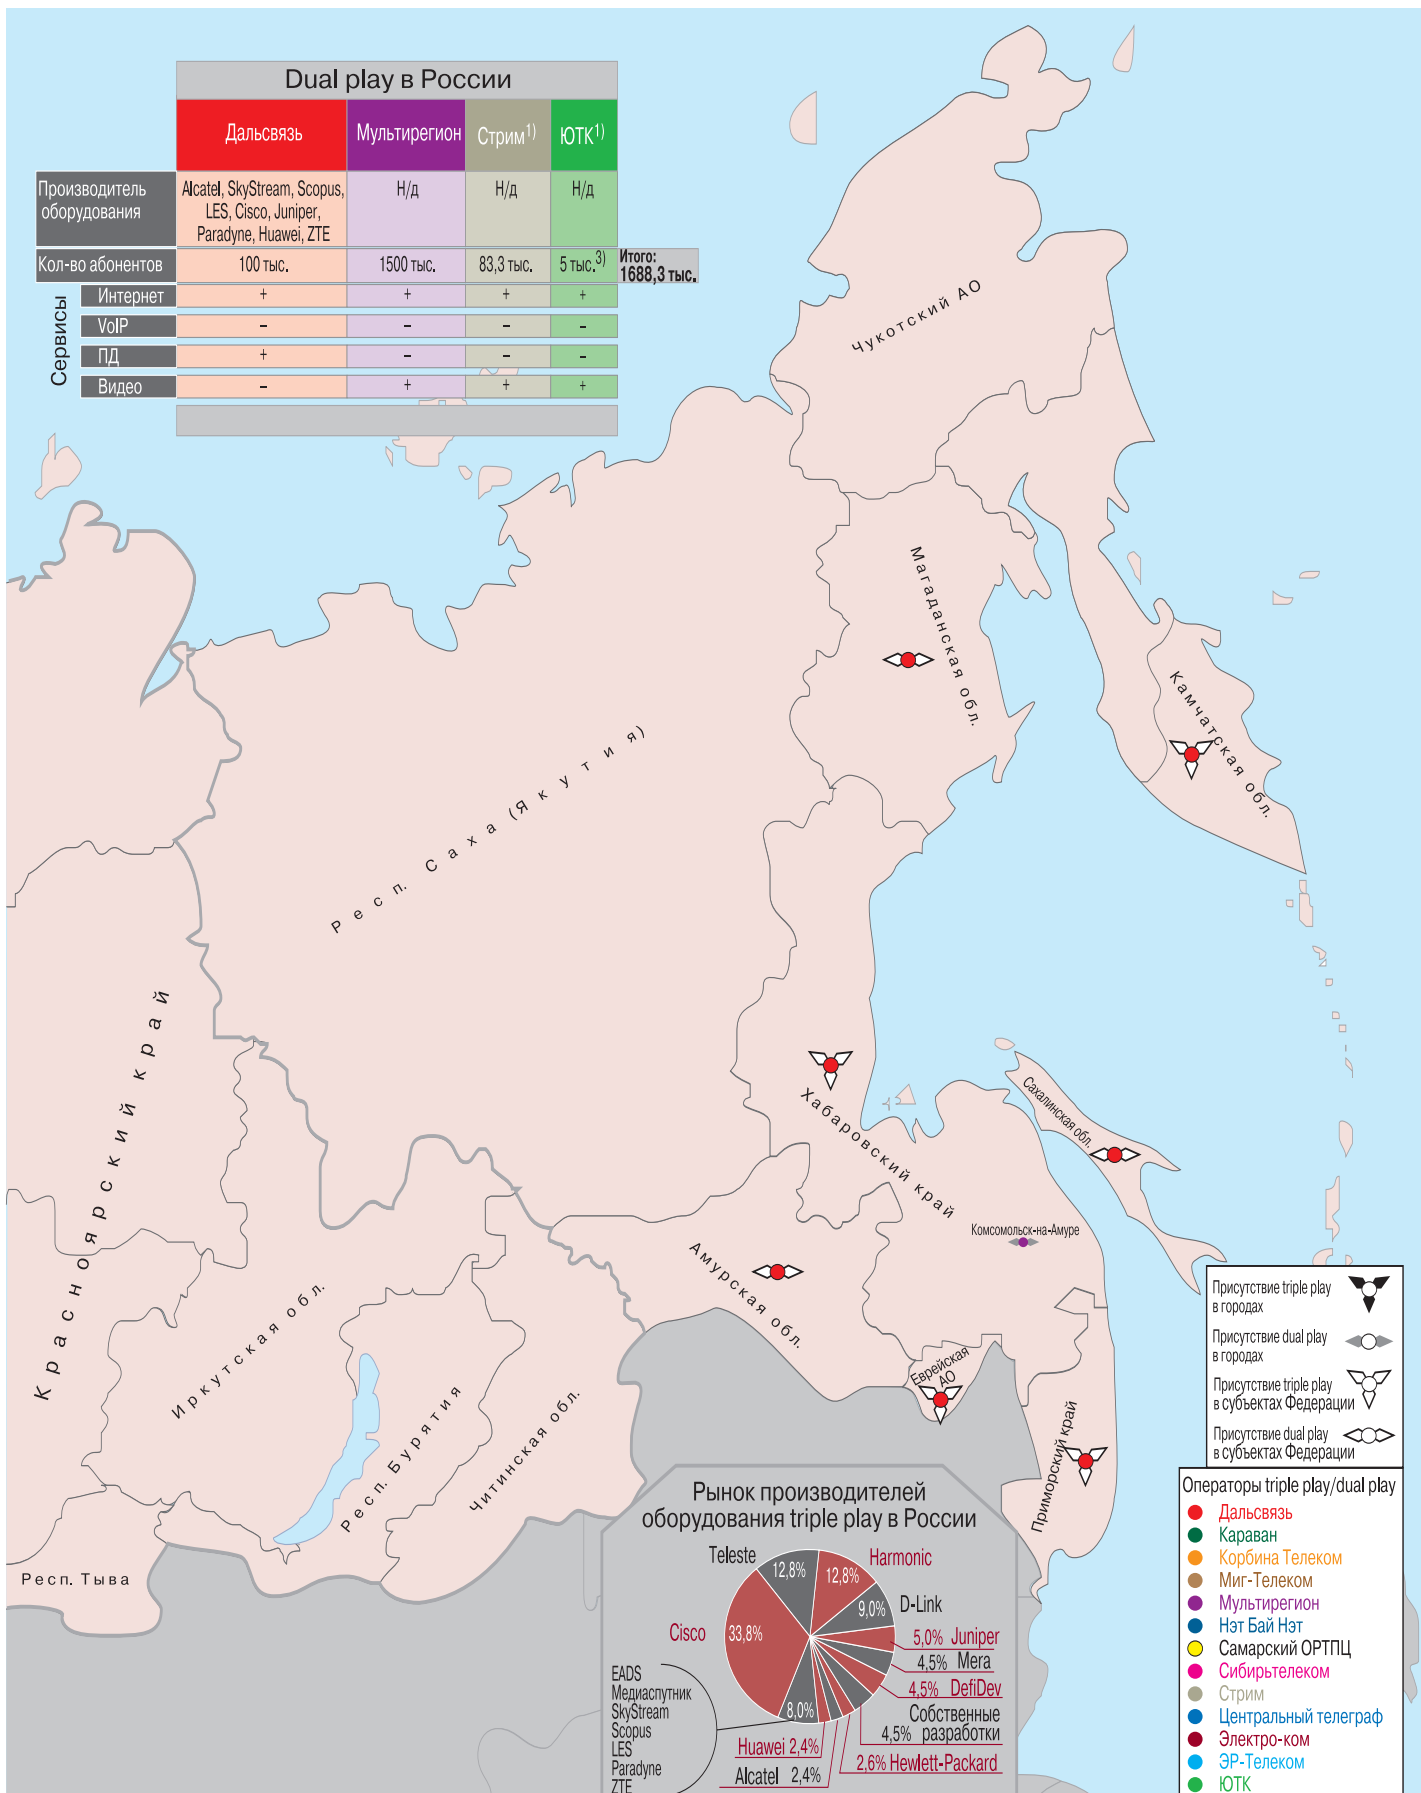 Dual play в России
Дальсвязь Мультирегион Стрим1) ЮТК1)
Производитель оборудования
Alcatel, SkyStream, Scopus,
LES, Cisco, Juniper,
Paradyne, Huawei, ZTE
Н/д Н/д Н/д
Кол-во абонентов 100 тыс. 1500 тыс. 83,3 тыс. 5 тыс.3)
Итого:
1688,3 тыс.
Сервисы
Интернет + + + +
VoIP – – – –
ПД + – – –
Видео – + + +
Чукотский АО
Магаданская обл.
Камчатская обл.
Респ. Саха (Якутия)
Красноярский край
Хабаровский край
Сахалинская обл.
Комсомольск-на-Амуре
Амурская обл.
Еврейская
АО
Приморский край
Иркутская обл.
Респ. Бурятия
Читинская обл.
Респ. Тыва
Присутствие triple play
в городах
Присутствие dual play
в городах
Присутствие triple play
в субъектах Федерации
Присутствие dual play
в субъектах Федерации
Операторы triple play/dual play
Дальсвязь
Караван
Корбина Телеком
Миг-Телеком
Мультирегион
Нэт Бай Нэт
Самарский ОРТПЦ
Сибирьтелеком
Стрим
Центральный телеграф
Электро-ком
ЭР-Телеком
ЮТК
Рынок производителей
оборудования triple play в России
Teleste 12,8%
12,8% Harmonic
9,0% D-Link
5,0% Juniper
4,5% Mera
4,5% DefiDev
Собственные
4,5% разработки
2,6% Hewlett-Packard
Alcatel 2,4%
Huawei 2,4%
8,0%
Cisco 33,8%
EADS
Медиаспутник
SkyStream
Scopus
LES
Paradyne
ZTE